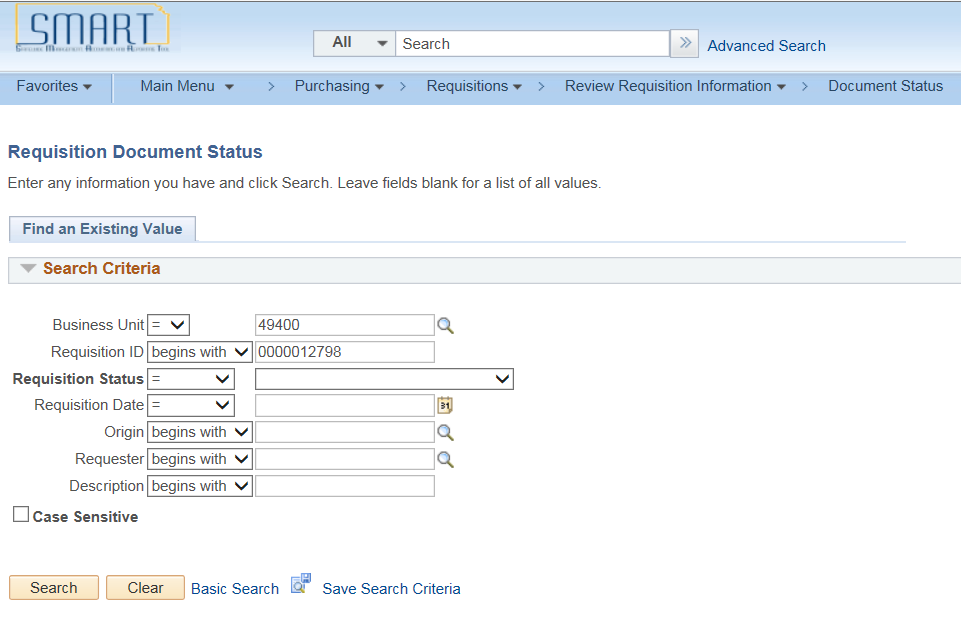 SMART
All Search Advanced Search
Favorites Main Menu > Purchasing > Requisitions > Review Requisition Information > Document Status
Requisition Document Status
Enter any information you have and click Search. Leave fields blank for a list of all values.
Find an Existing Value
Search Criteria
Business Unit = 49400
Requisition ID begins with 0000012798
Requisition Status =
Requisition Date = 31
Origin begins with
Requester begins with
Description begins with
Case Sensitive
Search Clear Basic Search Save Search Criteria